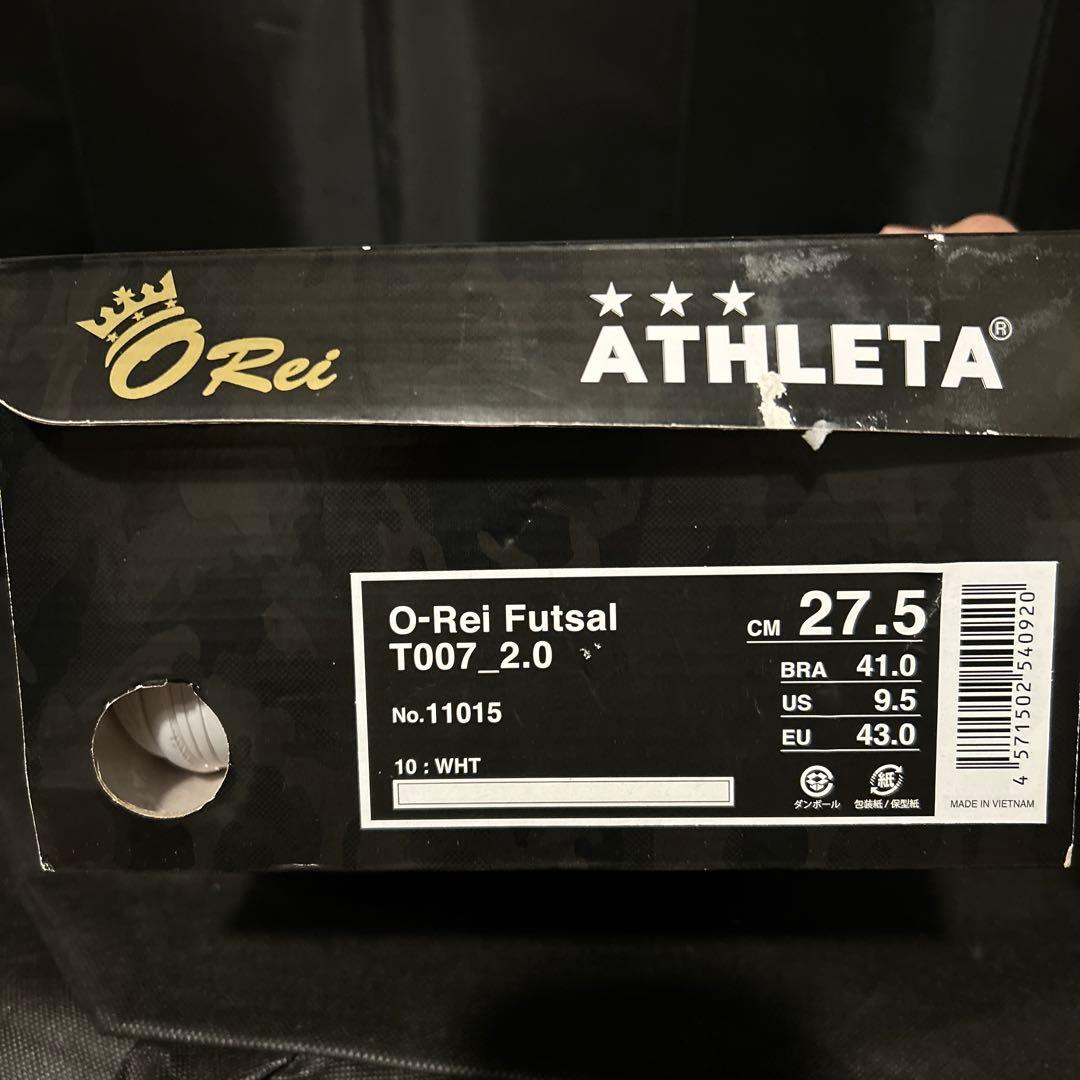 O Rei
ATHLETA®
O-Rei Futsal
T007_2.0
No.11015
10 : WHT
CM 27.5
BRA 41.0
US 9.5
EU 43.0
紙
ダンボール
包装紙/保型紙
4 571502 540920
MADE IN VIETNAM